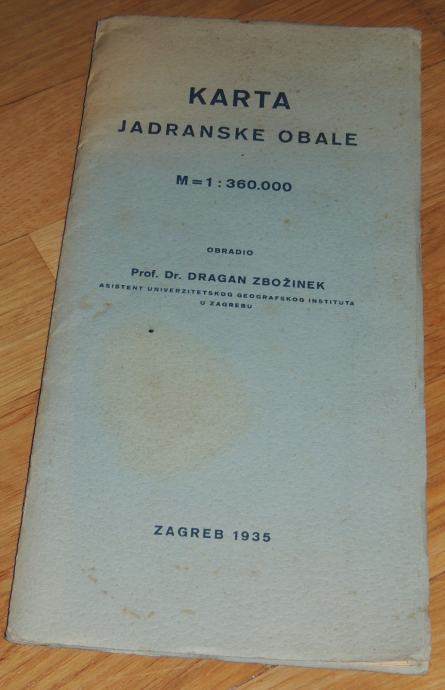 KARTA
JADRANSKE OBALE
M = 1 : 360.000
OBRADIO
Prof. Dr. DRAGAN ZBOŽINEK
ASISTENT UNIVERZITETSKOG GEOGRAFSKOG INSTITUTA
U ZAGREBU
ZAGREB 1935